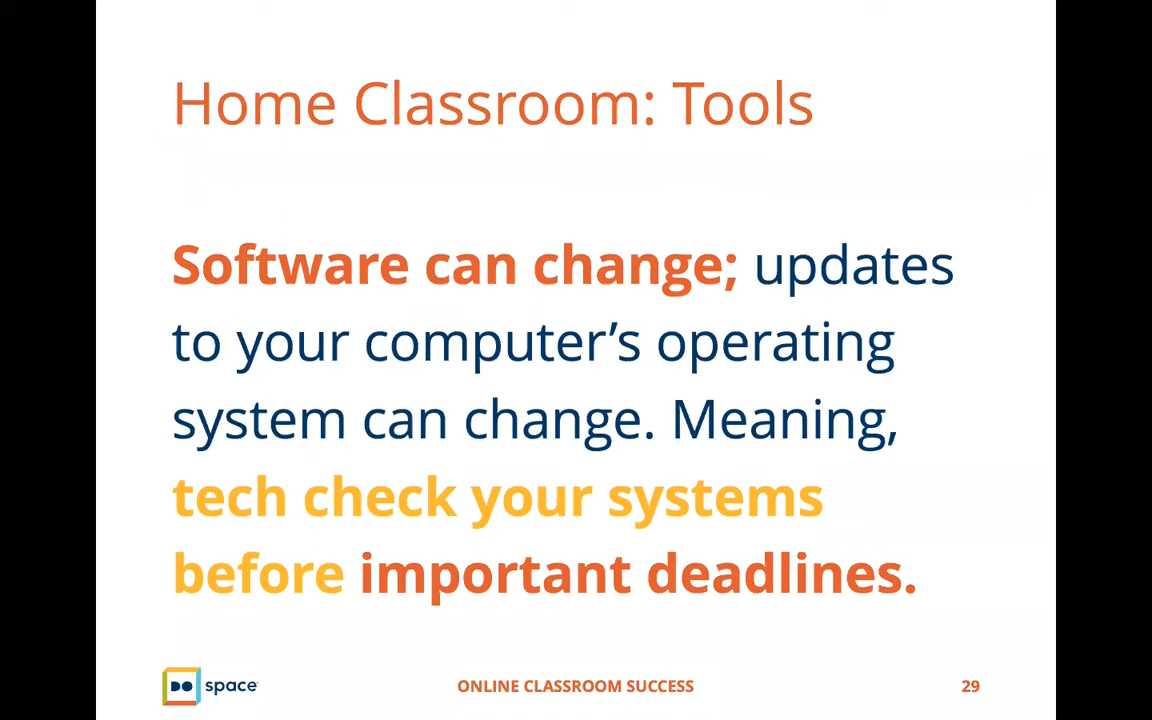 Home Classroom: Tools
Software can change; updates
to your computer’s operating
system can change. Meaning,
tech check your systems
before important deadlines.
DO space
ONLINE CLASSROOM SUCCESS
29